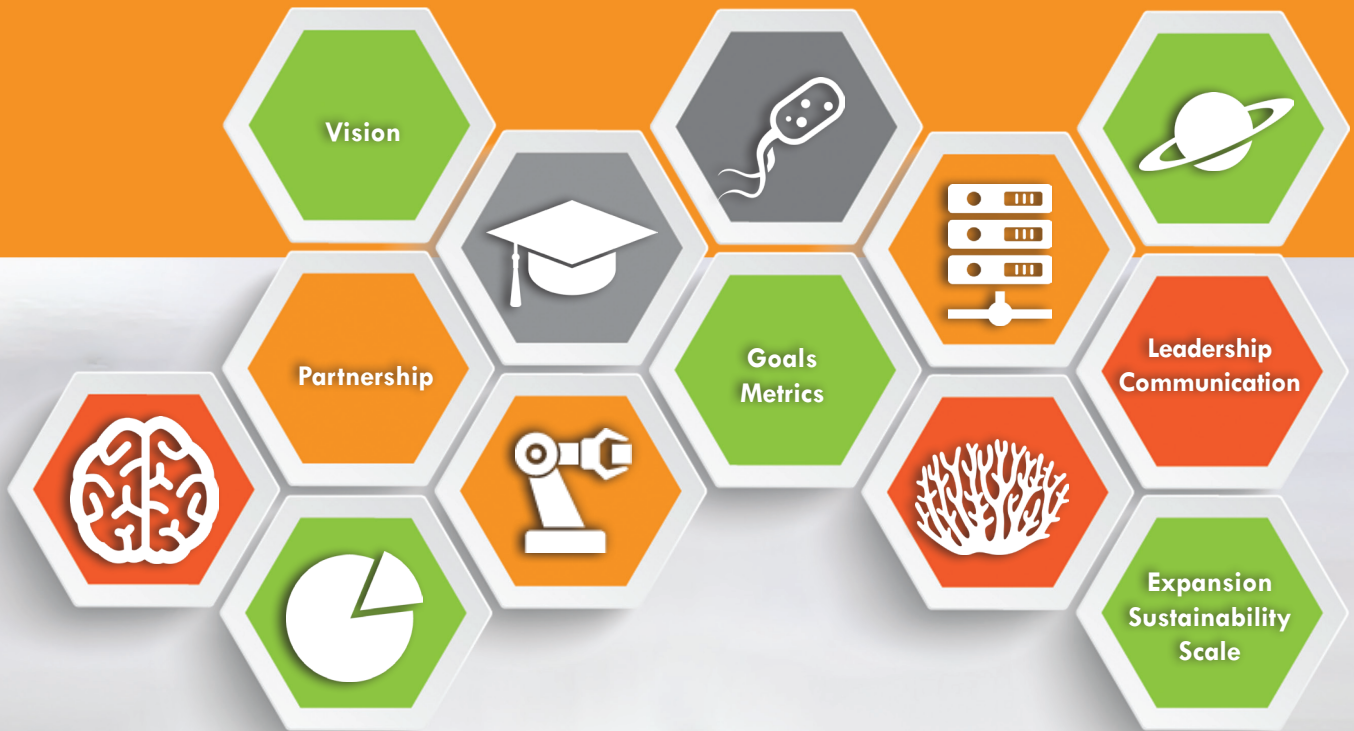 Vision
Partnership
Goals
Metrics
Leadership
Communication
Expansion
Sustainability
Scale